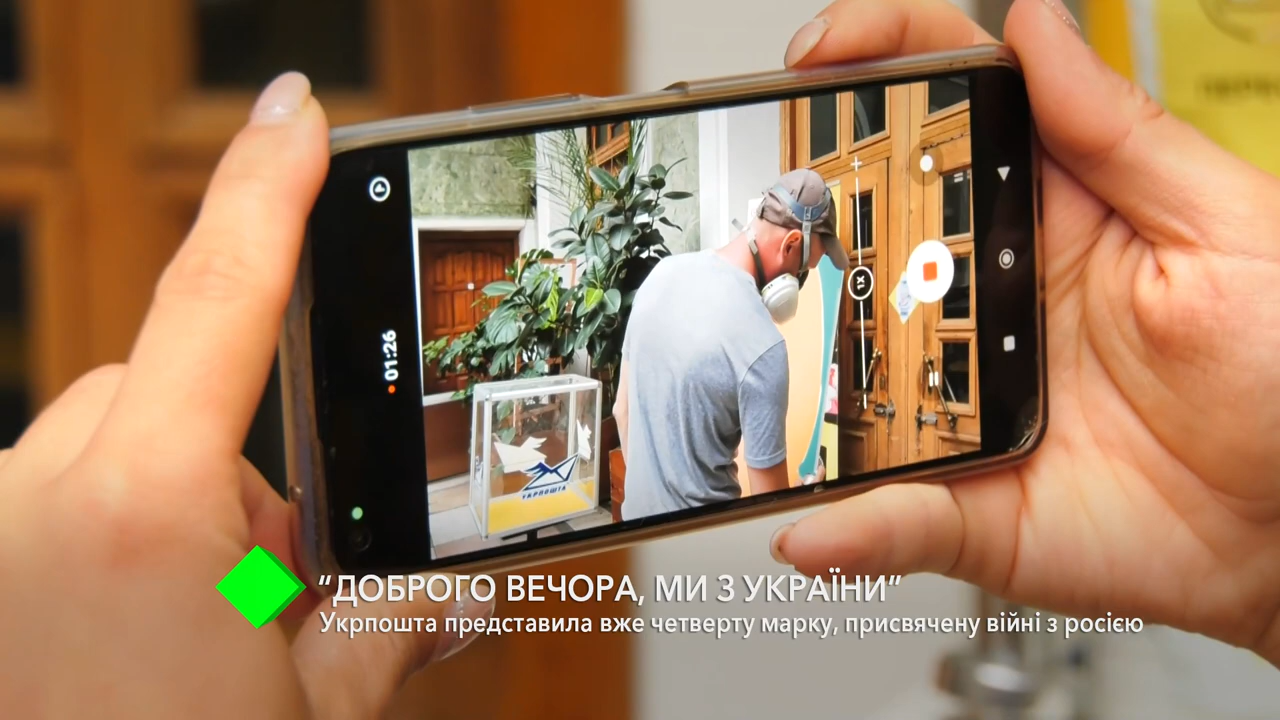 01:26
1X
УКРПОШТА
“ДОБРОГО ВЕЧОРА, МИ З УКРАЇНИ”
Укрпошта представила вже четверту марку, присвячену війні з росією